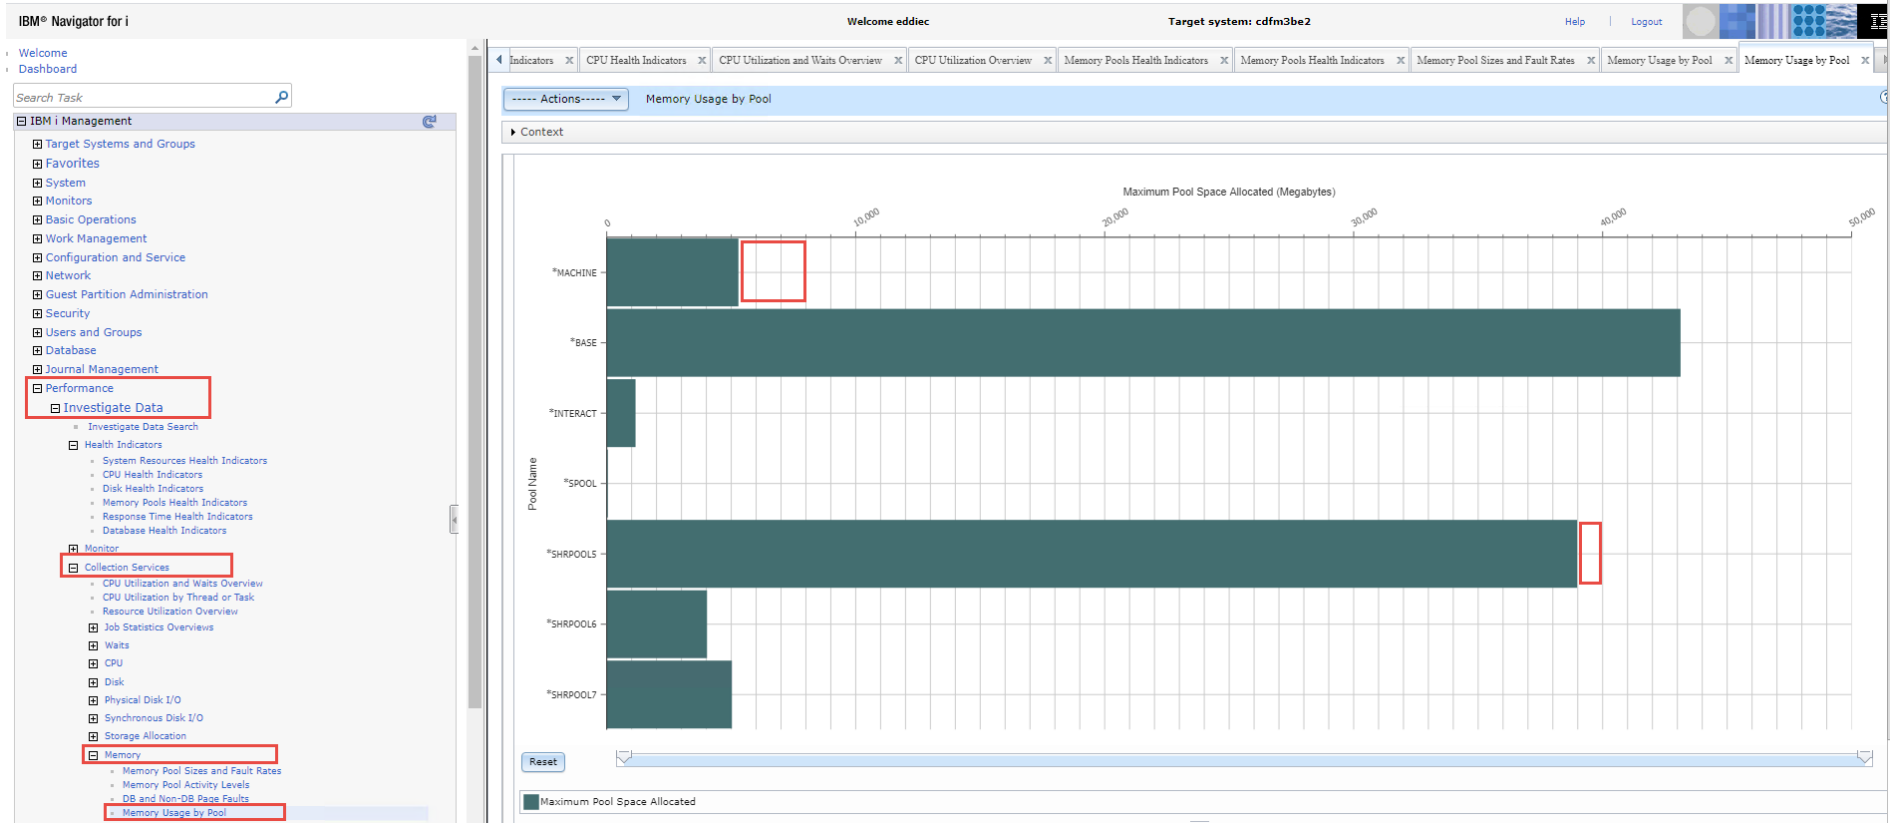 IBM® Navigator for i
Welcome eddiec
Target system: cdfm3be2
Help | Logout
Welcome
Dashboard
Search Task
IBM i Management
Target Systems and Groups
Favorites
System
Monitors
Basic Operations
Work Management
Configuration and Service
Network
Guest Partition Administration
Security
Users and Groups
Database
Journal Management
Performance
Investigate Data
Investigate Data Search
Health Indicators
System Resources Health Indicators
CPU Health Indicators
Disk Health Indicators
Memory Pools Health Indicators
Response Time Health Indicators
Database Health Indicators
Monitor
Collection Services
CPU Utilization and Waits Overview
CPU Utilization by Thread or Task
Resource Utilization Overview
Job Statistics Overviews
Waits
CPU
Disk
Physical Disk I/O
Synchronous Disk I/O
Storage Allocation
Memory
Memory Pool Sizes and Fault Rates
Memory Pool Activity Levels
DB and Non-DB Page Faults
Memory Usage by Pool
Indicators X CPU Health Indicators X CPU Utilization and Waits Overview X CPU Utilization Overview X Memory Pools Health Indicators X Memory Pools Health Indicators X Memory Pool Sizes and Fault Rates X Memory Usage by Pool X Memory Usage by Pool X
----- Actions----- Memory Usage by Pool
Context
Maximum Pool Space Allocated (Megabytes)
0 10,000 20,000 30,000 40,000 50,000
Pool Name
*MACHINE
*BASE
*INTERACT
*SPOOL
*SHRPOOL5
*SHRPOOL6
*SHRPOOL7
Reset
Maximum Pool Space Allocated